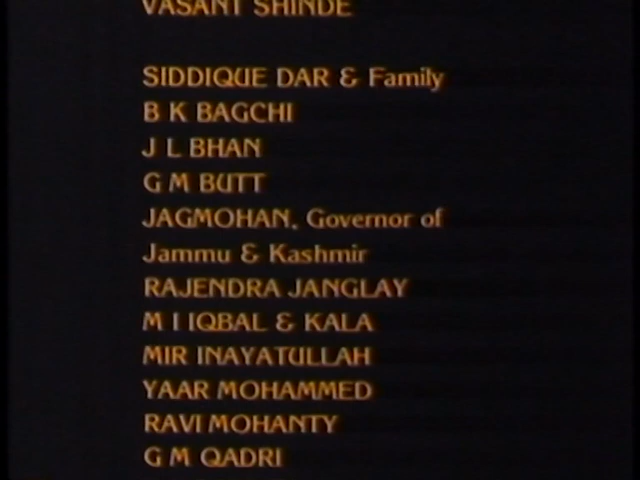 VASANT SHINDE
SIDDIQUE DAR & Family
B K BAGCHI
J L BHAN
G M BUTT
JAGMOHAN, Governor of
Jammu & Kashmir
RAJENDRA JANGLAY
M I IQBAL & KALA
MIR INAYATULLAH
YAAR MOHAMMED
RAVI MOHANTY
G M QADRI